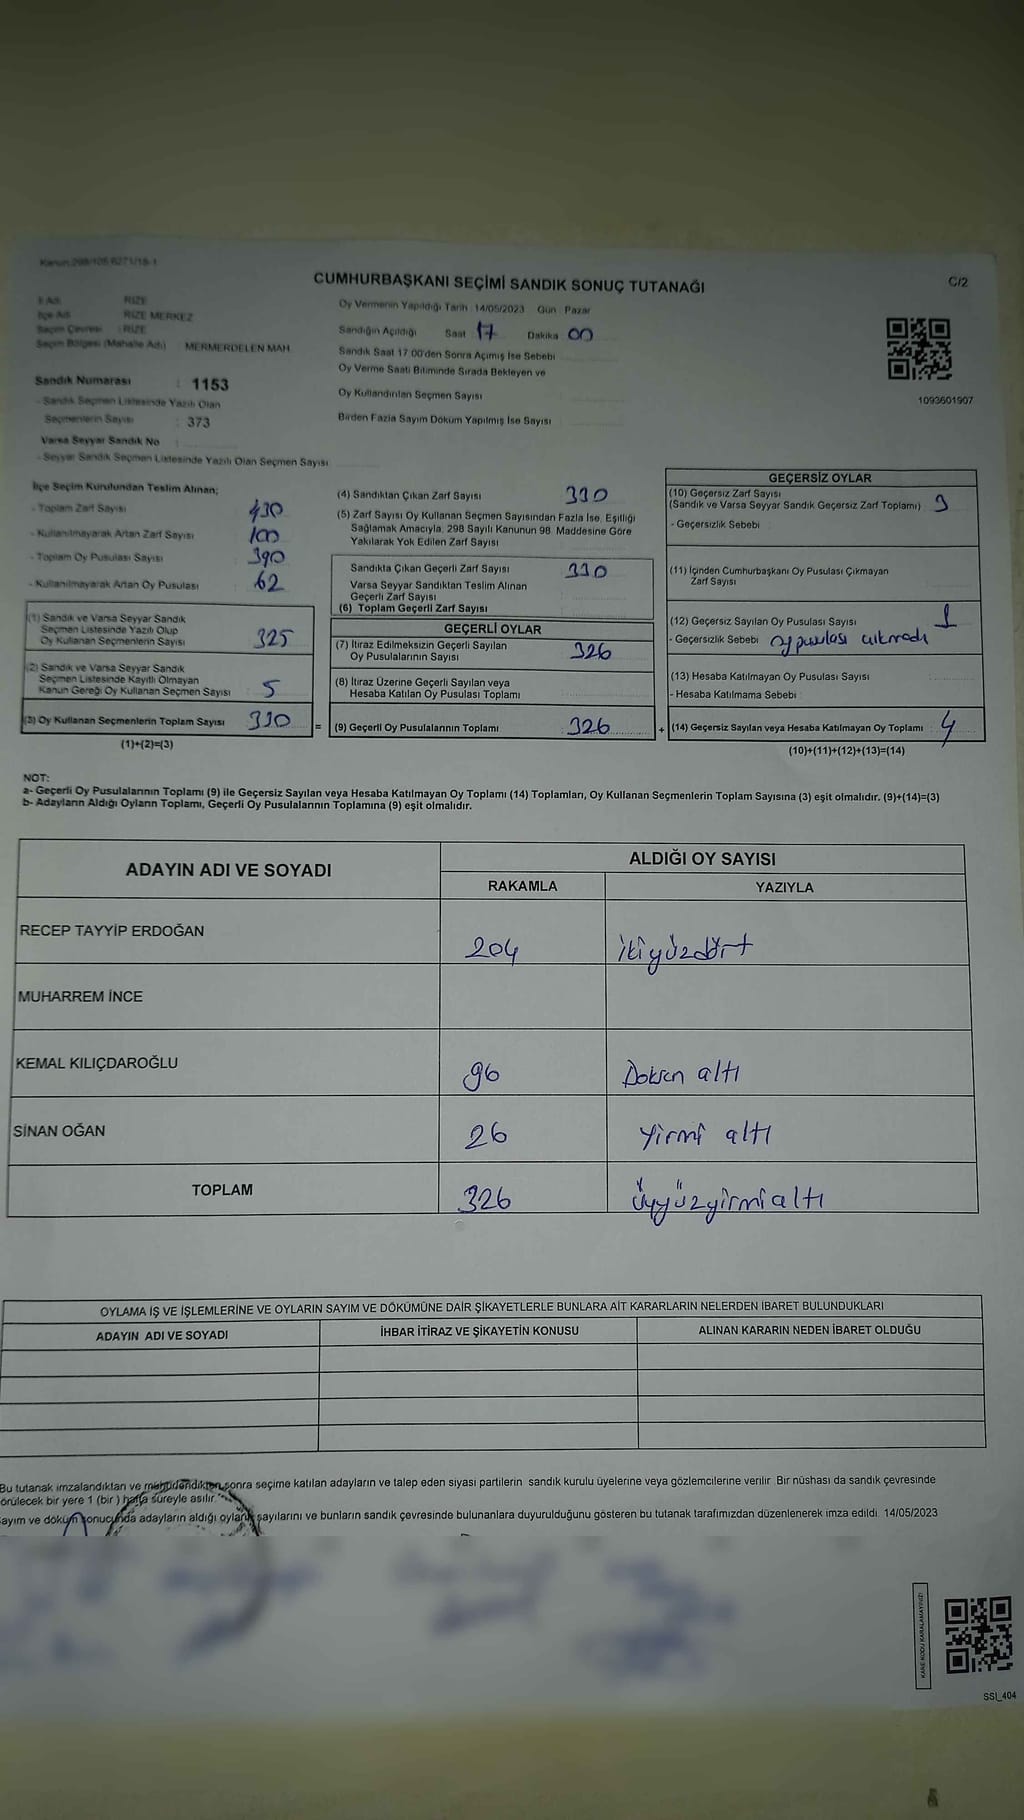 Kanun:298/105,6271/18-1
CUMHURBAŞKANI SEÇİMİ SANDIK SONUÇ TUTANAĞI
C/2
İl Adı : RİZE
İlçe Adı : RİZE MERKEZ
Seçim Çevresi : RİZE
Seçim Bölgesi (Mahalle Adı) : MERMERDELEN MAH.
Oy Vermenin Yapıldığı Tarih : 14/05/2023 Gün : Pazar
Sandığın Açıldığı Saat 17 Dakika 00
Sandık Saat 17:00'den Sonra Açımış İse Sebebi
Oy Verme Saati Bitiminde Sırada Bekleyen ve
Oy Kullandırılan Seçmen Sayısı
Birden Fazla Sayım Döküm Yapılmış İse Sayısı
1093601907
Sandık Numarası : 1153
- Sandık Seçmen Listesinde Yazılı Olan
Seçmenlerin Sayısı : 373
Varsa Seyyar Sandık No :
- Seyyar Sandık Seçmen Listesinde Yazılı Olan Seçmen Sayısı
İlçe Seçim Kurulundan Teslim Alınan;
- Toplam Zarf Sayısı 430
- Kullanılmayarak Artan Zarf Sayısı 100
- Toplam Oy Pusulası Sayısı 390
- Kullanılmayarak Artan Oy Pusulası 62
(1) Sandık ve Varsa Seyyar Sandık
Seçmen Listesinde Yazılı Olup
Oy Kullanan Seçmenlerin Sayısı 325
(2) Sandık ve Varsa Seyyar Sandık
Seçmen Listesinde Kayıtlı Olmayan
Kanun Gereği Oy Kullanan Seçmen Sayısı 5
(3) Oy Kullanan Seçmenlerin Toplam Sayısı 330
(1)+(2)=(3)
(4) Sandıktan Çıkan Zarf Sayısı 330
(5) Zarf Sayısı Oy Kullanan Seçmen Sayısından Fazla İse, Eşitliği
Sağlamak Amacıyla, 298 Sayılı Kanunun 98. Maddesine Göre
Yakılarak Yok Edilen Zarf Sayısı
Sandıkta Çıkan Geçerli Zarf Sayısı 330
Varsa Seyyar Sandıktan Teslim Alınan
Geçerli Zarf Sayısı
(6) Toplam Geçerli Zarf Sayısı
GEÇERLİ OYLAR
(7) İtiraz Edilmeksizin Geçerli Sayılan
Oy Pusulalarının Sayısı 326
(8) İtiraz Üzerine Geçerli Sayılan veya
Hesaba Katılan Oy Pusulası Toplamı
= (9) Geçerli Oy Pusulalarının Toplamı 326
GEÇERSİZ OYLAR
(10) Geçersiz Zarf Sayısı
(Sandık ve Varsa Seyyar Sandık Geçersiz Zarf Toplamı) 3
- Geçersizlik Sebebi
(11) İçinden Cumhurbaşkanı Oy Pusulası Çıkmayan
Zarf Sayısı
(12) Geçersiz Sayılan Oy Pusulası Sayısı 1
- Geçersizlik Sebebi oy pusulası cıkmadı
(13) Hesaba Katılmayan Oy Pusulası Sayısı
- Hesaba Katılmama Sebebi
+ (14) Geçersiz Sayılan veya Hesaba Katılmayan Oy Toplamı : 4
(10)+(11)+(12)+(13)=(14)
NOT:
a- Geçerli Oy Pusulalarının Toplamı (9) ile Geçersiz Sayılan veya Hesaba Katılmayan Oy Toplamı (14) Toplamları, Oy Kullanan Seçmenlerin Toplam Sayısına (3) eşit olmalıdır. (9)+(14)=(3)
b- Adayların Aldığı Oyların Toplamı, Geçerli Oy Pusulalarının Toplamına (9) eşit olmalıdır.
ADAYIN ADI VE SOYADI
ALDIĞI OY SAYISI
RAKAMLA YAZIYLA
RECEP TAYYİP ERDOĞAN 204 ikiyüzdört
MUHARREM İNCE
KEMAL KILIÇDAROĞLU 96 Doksan altı
SİNAN OĞAN 26 Yirmi altı
TOPLAM 326 üçyüzyirmialtı
OYLAMA İŞ VE İŞLEMLERİNE VE OYLARIN SAYIM VE DÖKÜMÜNE DAİR ŞİKAYETLERLE BUNLARA AİT KARARLARIN NELERDEN İBARET BULUNDUKLARI
ADAYIN ADI VE SOYADI İHBAR İTİRAZ VE ŞİKAYETİN KONUSU ALINAN KARARIN NEDEN İBARET OLDUĞU
Bu tutanak imzalandıktan ve mühürlendikten sonra seçime katılan adayların ve talep eden siyasi partilerin sandık kurulu üyelerine veya gözlemcilerine verilir. Bir nüshası da sandık çevresinde
örülecek bir yere 1 (bir) hafta süreyle asılır.
ayım ve döküm sonucunda adayların aldığı oyların sayılarını ve bunların sandık çevresinde bulunanlara duyurulduğunu gösteren bu tutanak tarafımızdan düzenlenerek imza edildi. 14/05/2023
KARE KODU KARALAMAYINIZ!
SSI_404